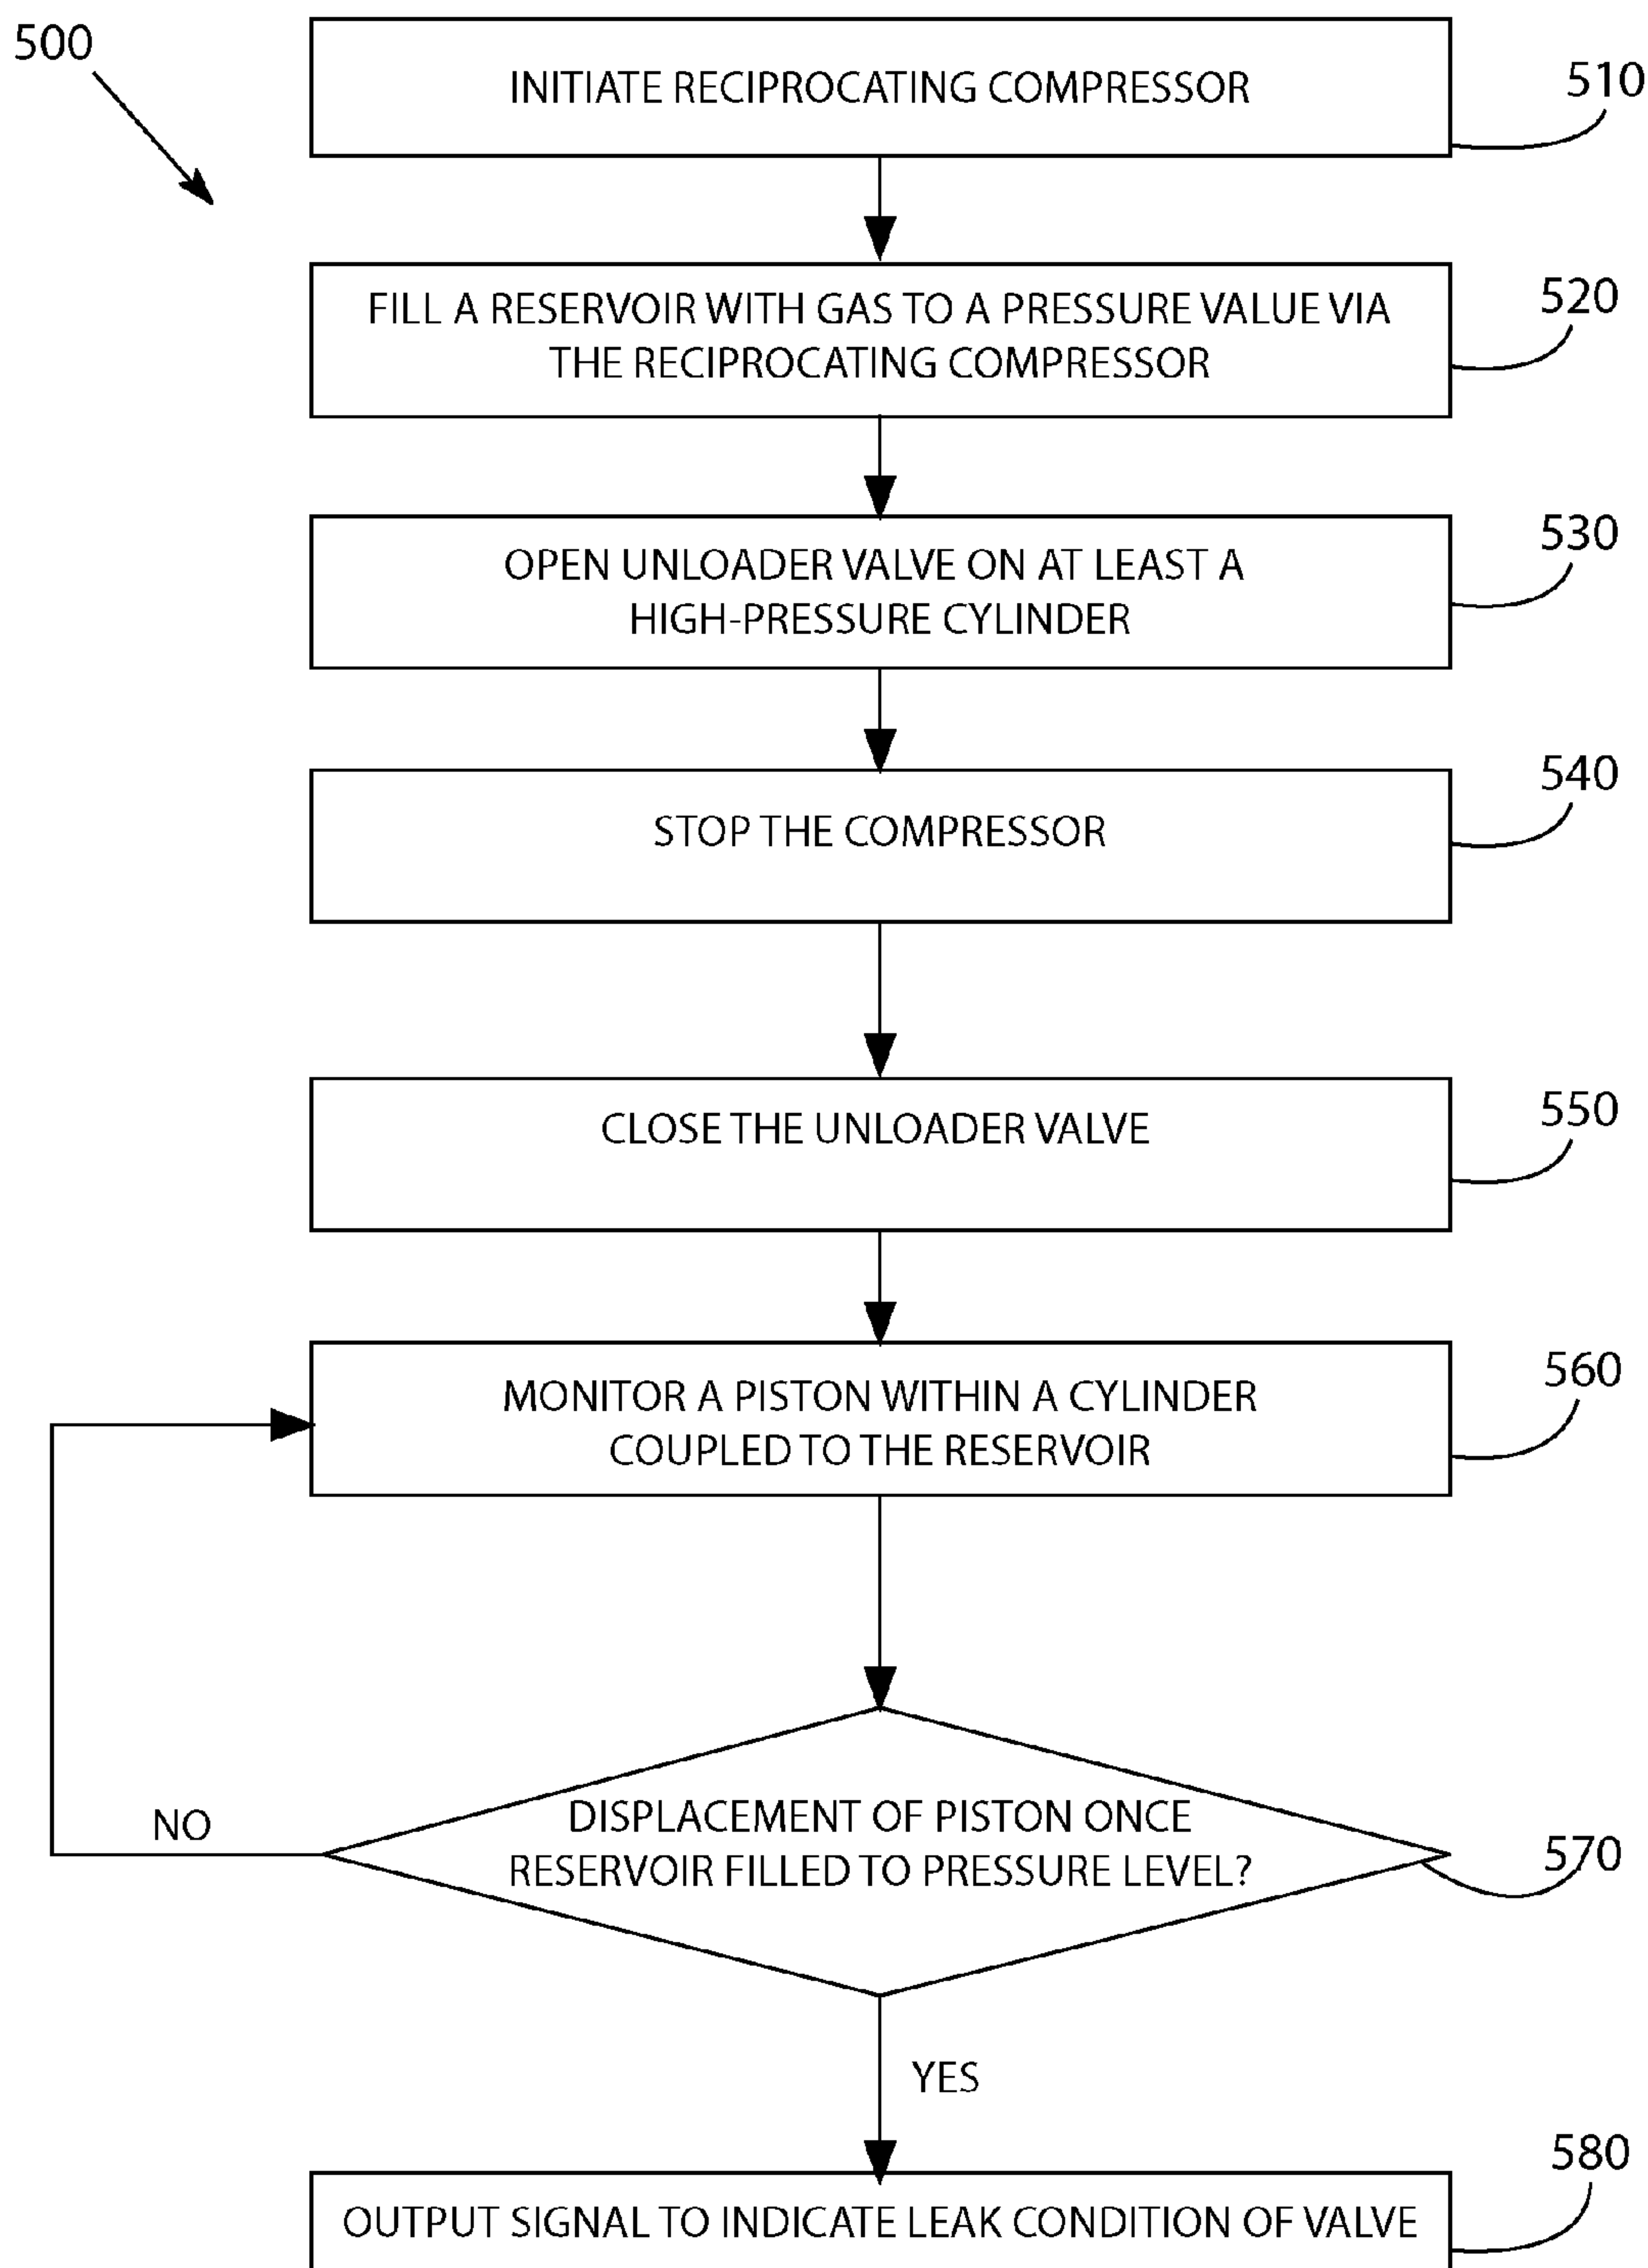 500
INITIATE RECIPROCATING COMPRESSOR
510
FILL A RESERVOIR WITH GAS TO A PRESSURE VALUE VIA
THE RECIPROCATING COMPRESSOR
520
OPEN UNLOADER VALVE ON AT LEAST A
HIGH-PRESSURE CYLINDER
530
STOP THE COMPRESSOR
540
CLOSE THE UNLOADER VALVE
550
MONITOR A PISTON WITHIN A CYLINDER
COUPLED TO THE RESERVOIR
560
DISPLACEMENT OF PISTON ONCE
RESERVOIR FILLED TO PRESSURE LEVEL?
570
NO
YES
OUTPUT SIGNAL TO INDICATE LEAK CONDITION OF VALVE
580